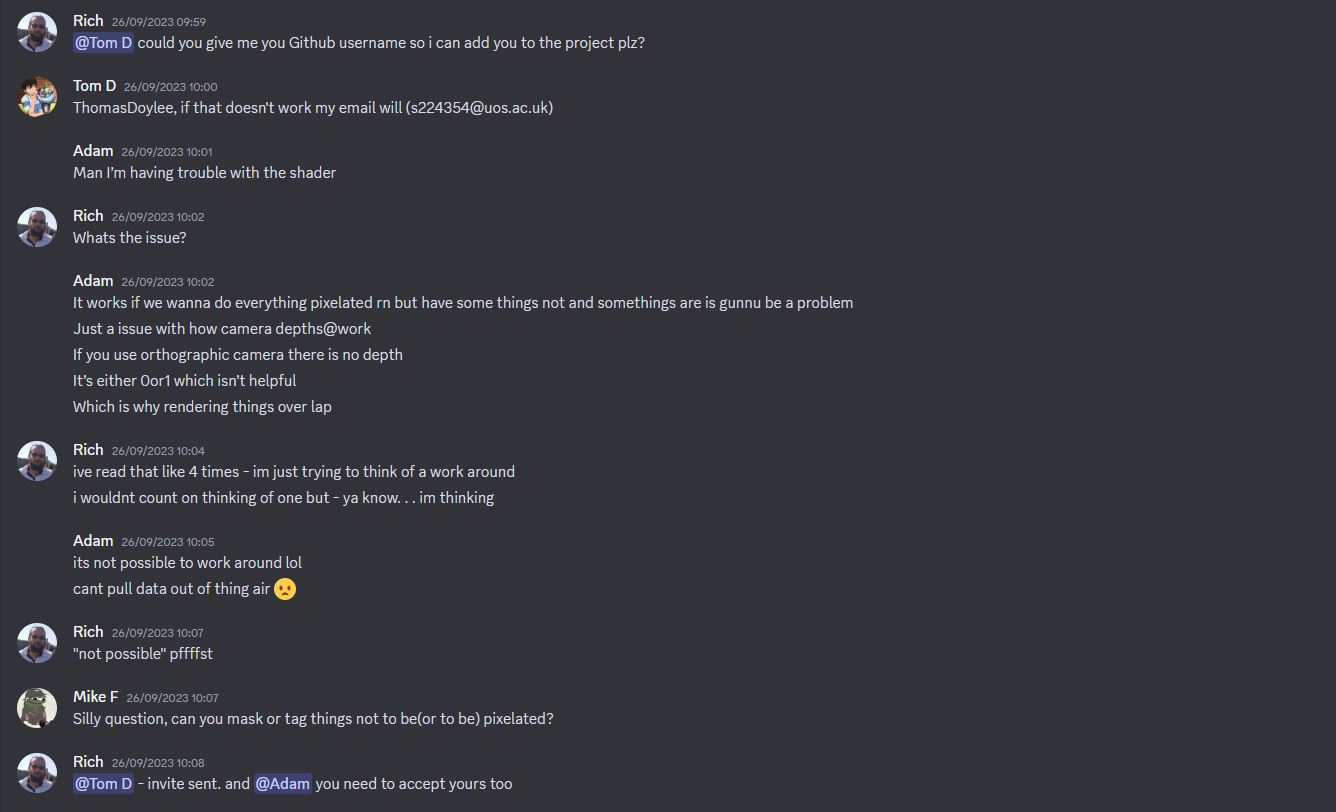 Rich 26/09/2023 09:59
@Tom D could you give me you Github username so i can add you to the project plz?
Tom D 26/09/2023 10:00
ThomasDoylee, if that doesn't work my email will (s224354@uos.ac.uk)
Adam 26/09/2023 10:01
Man I’m having trouble with the shader
Rich 26/09/2023 10:02
Whats the issue?
Adam 26/09/2023 10:02
It works if we wanna do everything pixelated rn but have some things not and somethings are is gunnu be a problem
Just a issue with how camera depths@work
If you use orthographic camera there is no depth
It’s either 0or1 which isn’t helpful
Which is why rendering things over lap
Rich 26/09/2023 10:04
ive read that like 4 times - im just trying to think of a work around
i wouldnt count on thinking of one but - ya know. . . im thinking
Adam 26/09/2023 10:05
its not possible to work around lol
cant pull data out of thing air
Rich 26/09/2023 10:07
"not possible" pffffst
Mike F 26/09/2023 10:07
Silly question, can you mask or tag things not to be(or to be) pixelated?
Rich 26/09/2023 10:08
@Tom D - invite sent. and @Adam you need to accept yours too